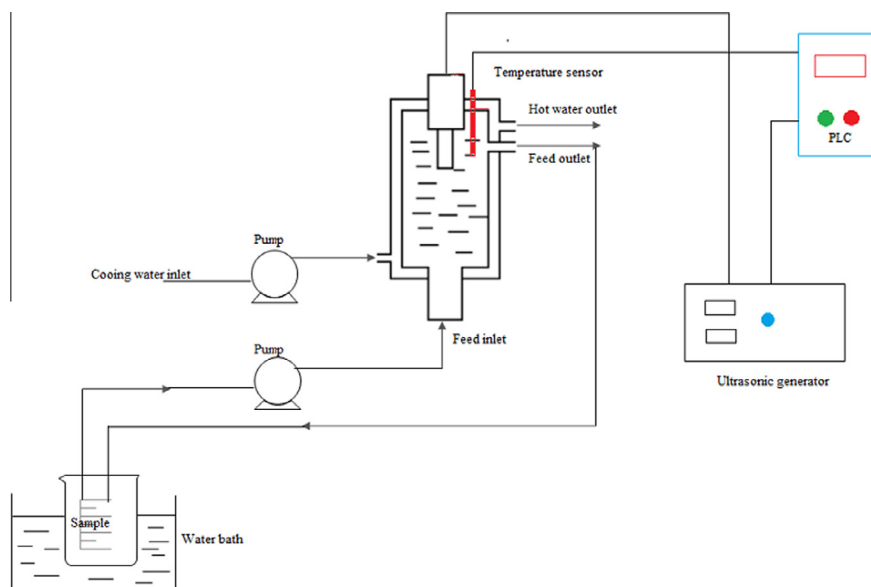 Temperature sensor
Hot water outlet
PLC
Feed outlet
Pump
Cooing water inlet
Feed inlet
Pump
Ultrasonic generator
Sample
Water bath